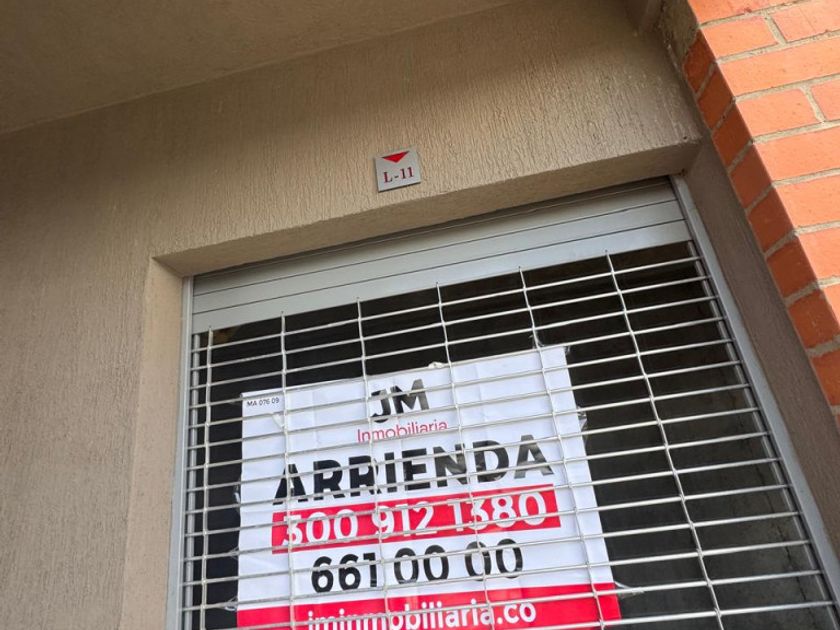 L-11
MA 076 09
JM
Inmobiliaria
ARRIENDA
300 912 1380
661 00 00
jminmobiliaria.co